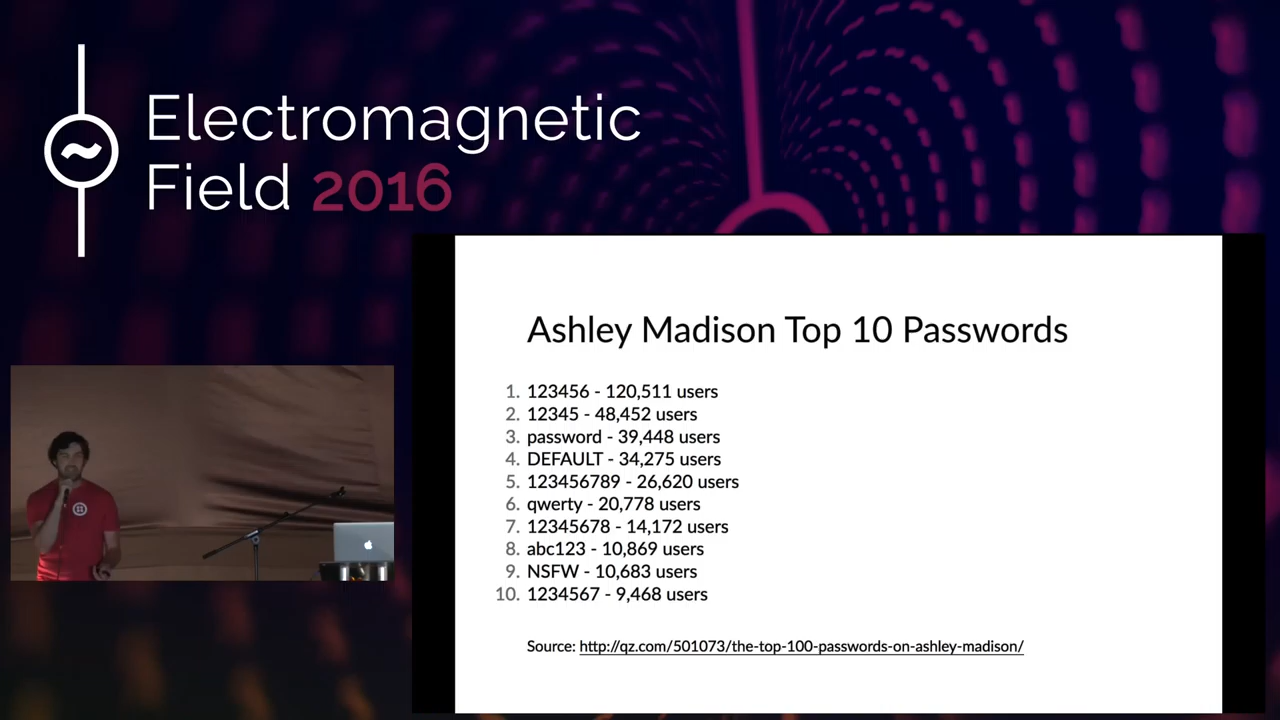 Electromagnetic
Field 2016
Ashley Madison Top 10 Passwords
1. 123456 - 120,511 users
2. 12345 - 48,452 users
3. password - 39,448 users
4. DEFAULT - 34,275 users
5. 123456789 - 26,620 users
6. qwerty - 20,778 users
7. 12345678 - 14,172 users
8. abc123 - 10,869 users
9. NSFW - 10,683 users
10. 1234567 - 9,468 users
Source: http://qz.com/501073/the-top-100-passwords-on-ashley-madison/